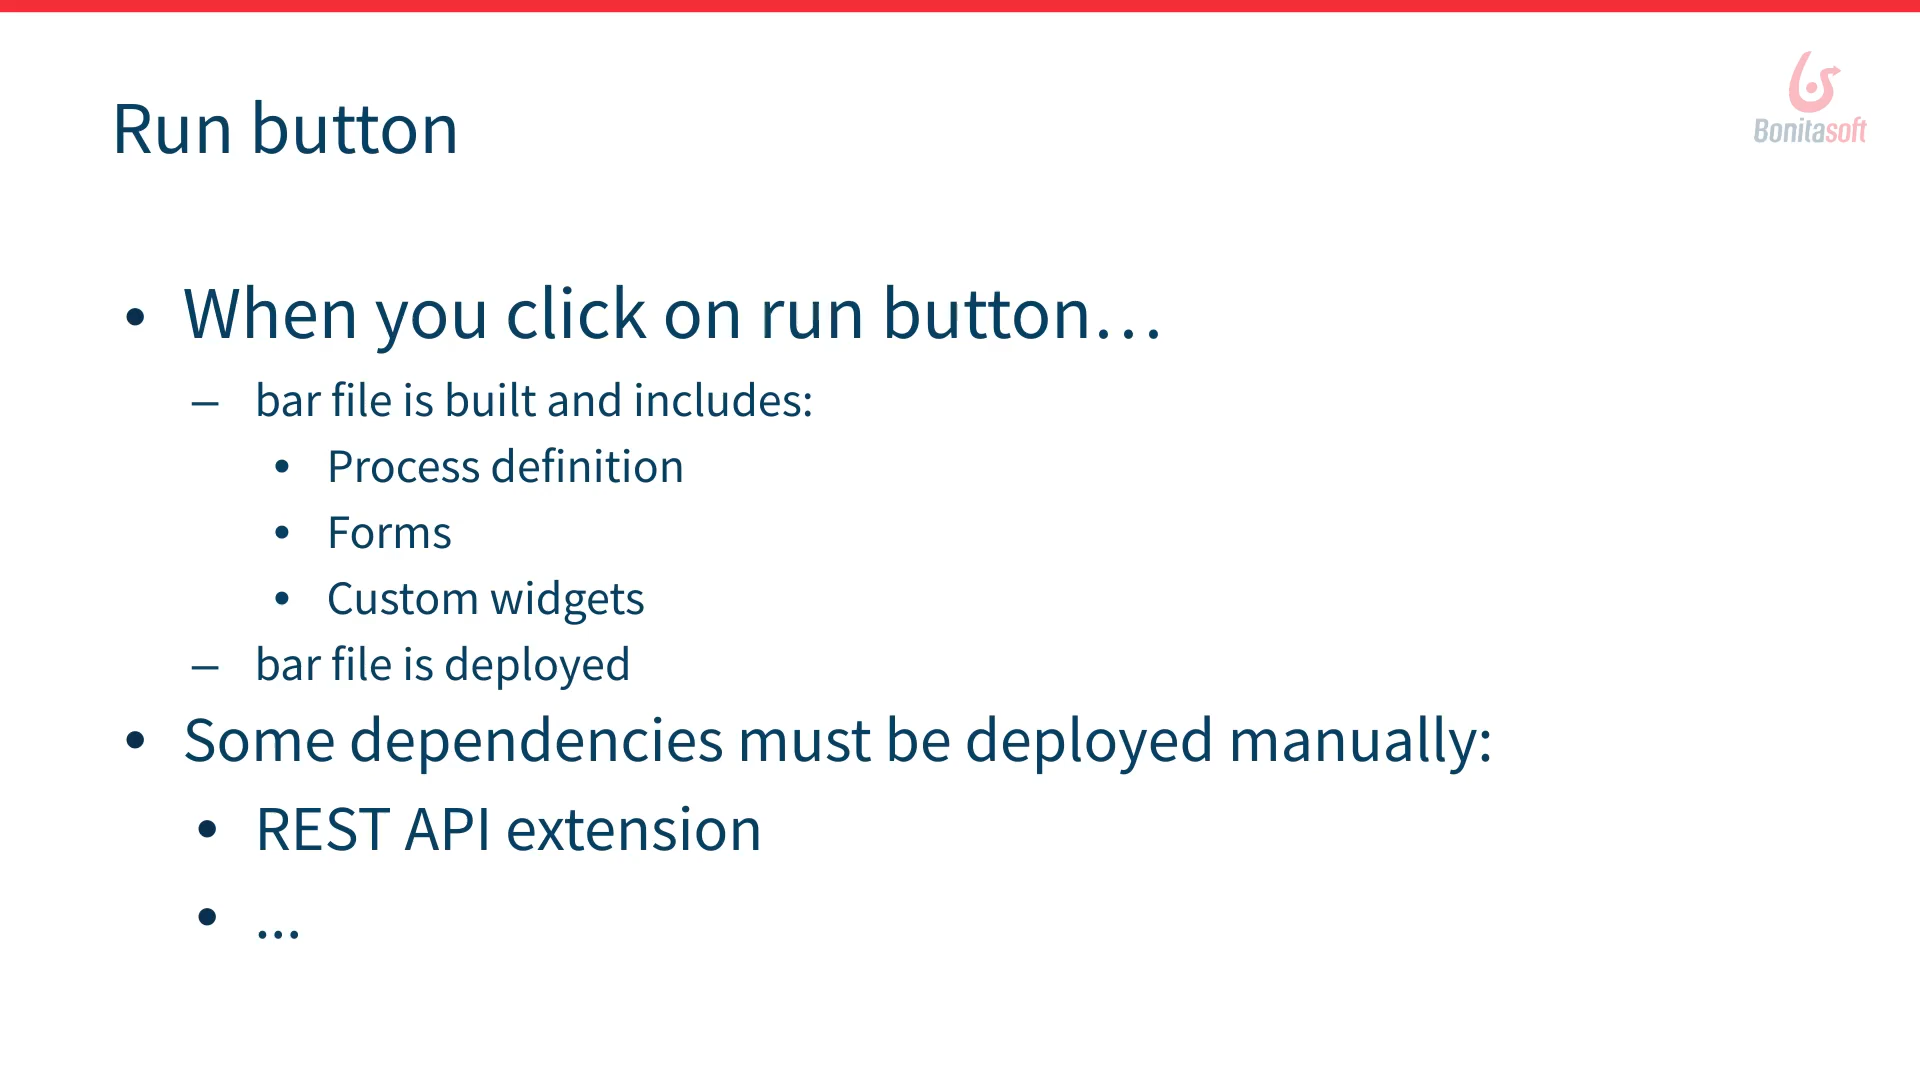 Run button
Bonitasoft
• When you click on run button…
– bar file is built and includes:
• Process definition
• Forms
• Custom widgets
– bar file is deployed
• Some dependencies must be deployed manually:
• REST API extension
• ...